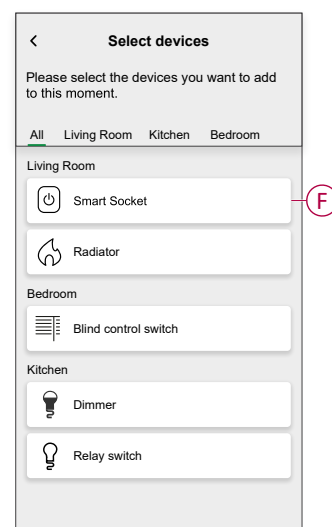 Select devices
Please select the devices you want to add
to this moment.
All Living Room Kitchen Bedroom
Living Room
Smart Socket
F
Radiator
Bedroom
Blind control switch
Kitchen
Dimmer
Relay switch